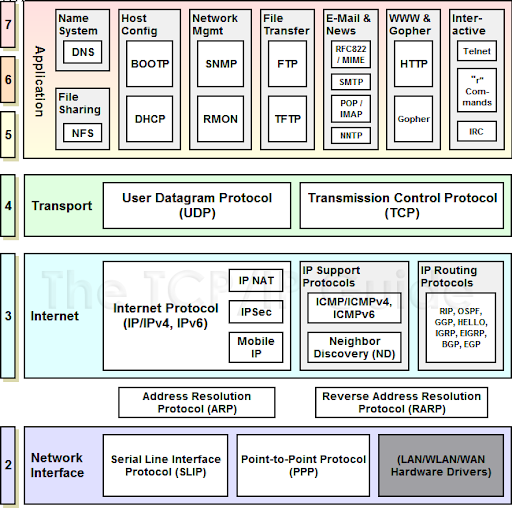 7
6
5
Application
Name
System
DNS
File
Sharing
NFS
Host
Config
BOOTP
DHCP
Network
Mgmt
SNMP
RMON
File
Transfer
FTP
TFTP
E-Mail &
News
RFC822
/ MIME
SMTP
POP /
IMAP
NNTP
WWW &
Gopher
HTTP
Gopher
Inter-
active
Telnet
"r"
Com-
mands
IRC
4
Transport
User Datagram Protocol
(UDP)
Transmission Control Protocol
(TCP)
The TCP/IP Guide
3
Internet
Internet Protocol
(IP/IPv4, IPv6)
IP NAT
IPSec
Mobile
IP
IP Support
Protocols
ICMP/ICMPv4,
ICMPv6
Neighbor
Discovery (ND)
IP Routing
Protocols
RIP, OSPF,
GGP, HELLO,
IGRP, EIGRP,
BGP, EGP
Address Resolution
Protocol (ARP)
Reverse Address Resolution
Protocol (RARP)
2
Network
Interface
Serial Line Interface
Protocol (SLIP)
Point-to-Point Protocol
(PPP)
(LAN/WLAN/WAN
Hardware Drivers)